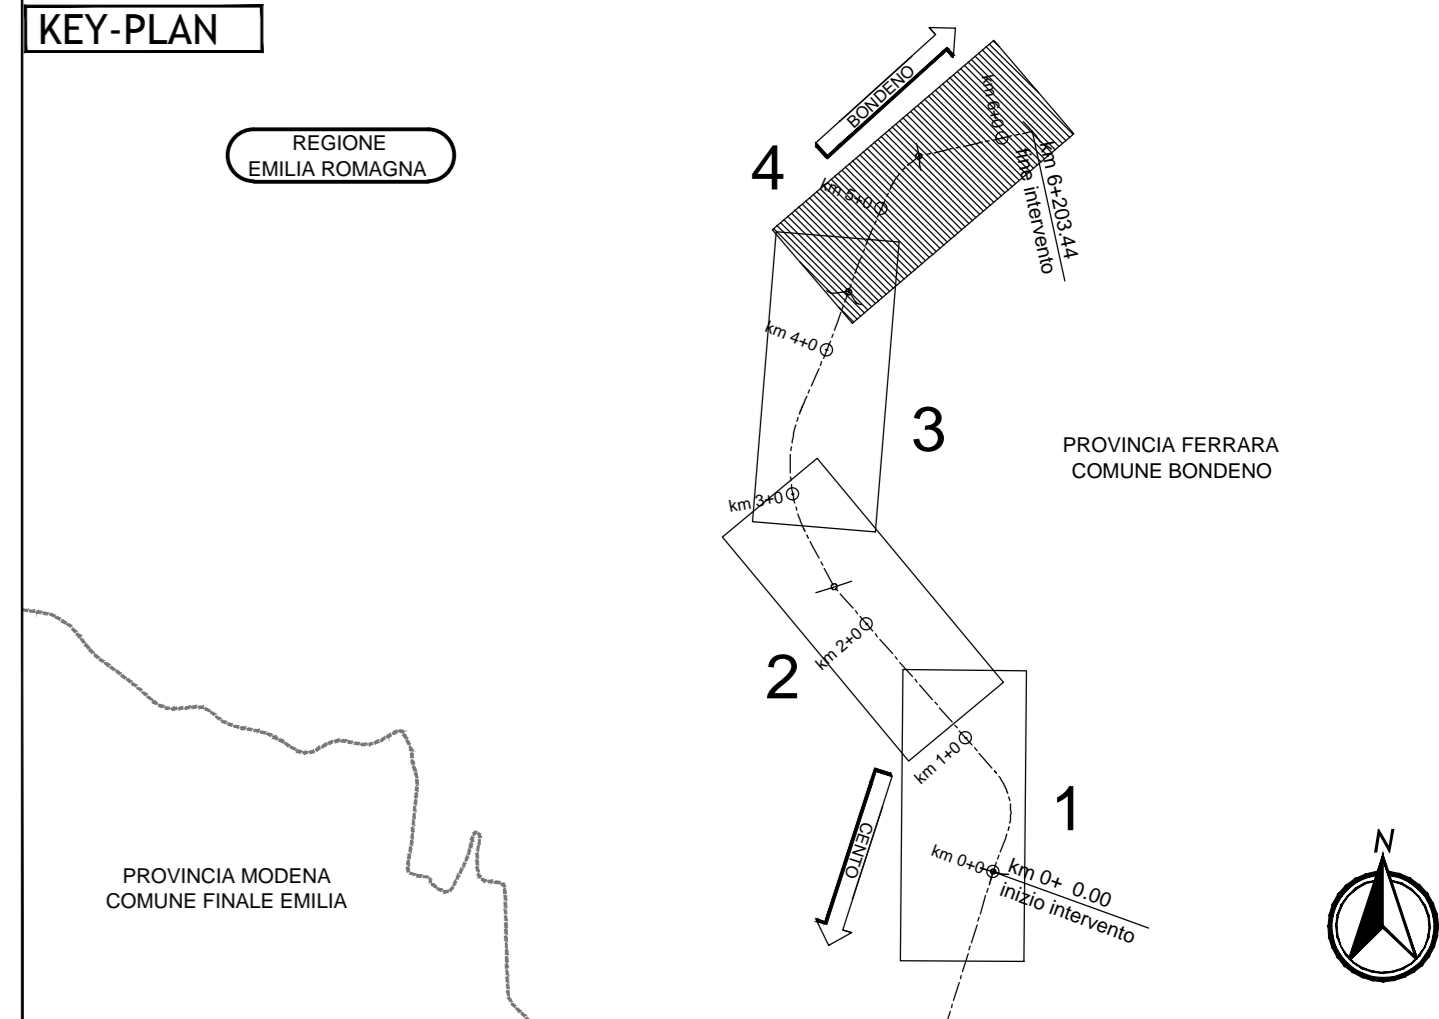 KEY-PLAN
REGIONE
EMILIA ROMAGNA
BONDENO
4
km 6+0
km 6+203.44
fine intervento
km 5+0
km 4+0
3
PROVINCIA FERRARA
COMUNE BONDENO
km 3+0
km 2+0
2
km 1+0
1
CENTO
km 0+0
km 0+ 0.00
inizio intervento
PROVINCIA MODENA
COMUNE FINALE EMILIA
N